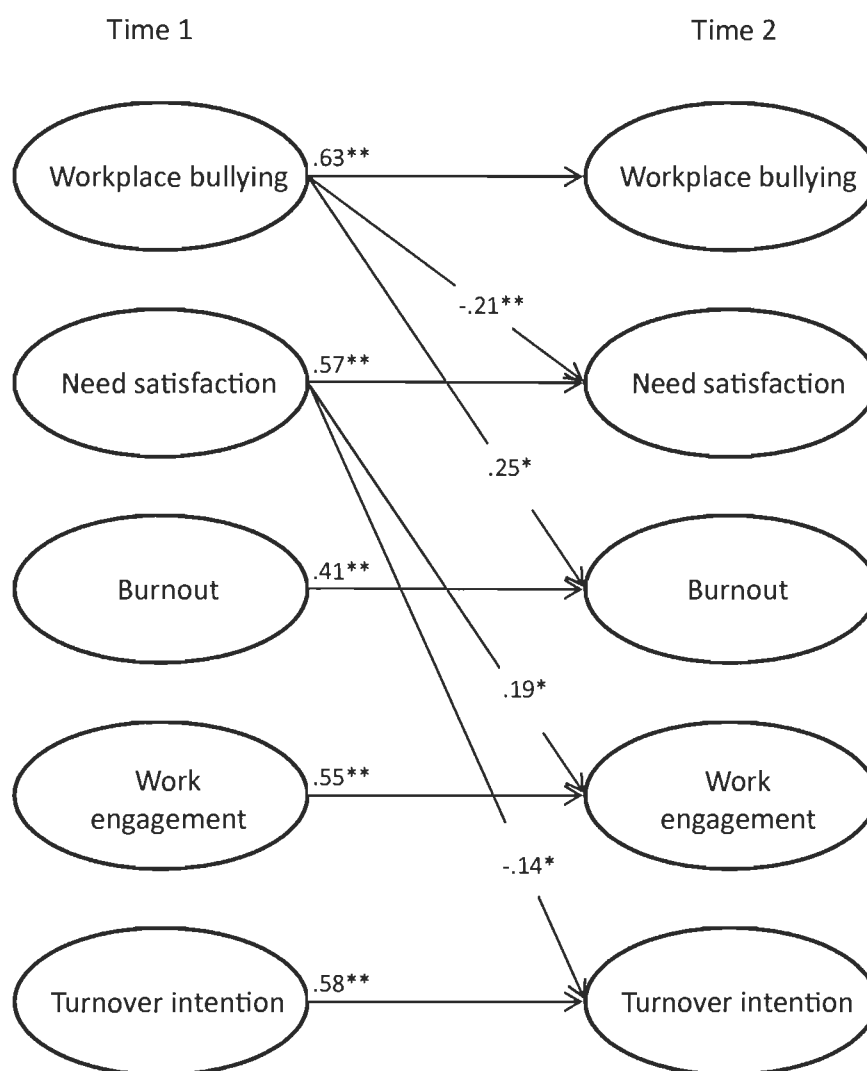 Time 1
Time 2
Workplace bullying
.63**
Workplace bullying
-.21**
Need satisfaction
.57**
Need satisfaction
.25*
Burnout
.41**
Burnout
.19*
Work
engagement
.55**
Work
engagement
-.14*
Turnover intention
.58**
Turnover intention